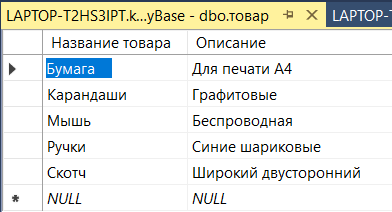 LAPTOP-T2HS3IPT.k...yBase - dbo.товар LAPTOP-T
Название товара Описание
Бумага Для печати А4
Карандаши Графитовые
Мышь Беспроводная
Ручки Синие шариковые
Скотч Широкий двусторонний
NULL NULL